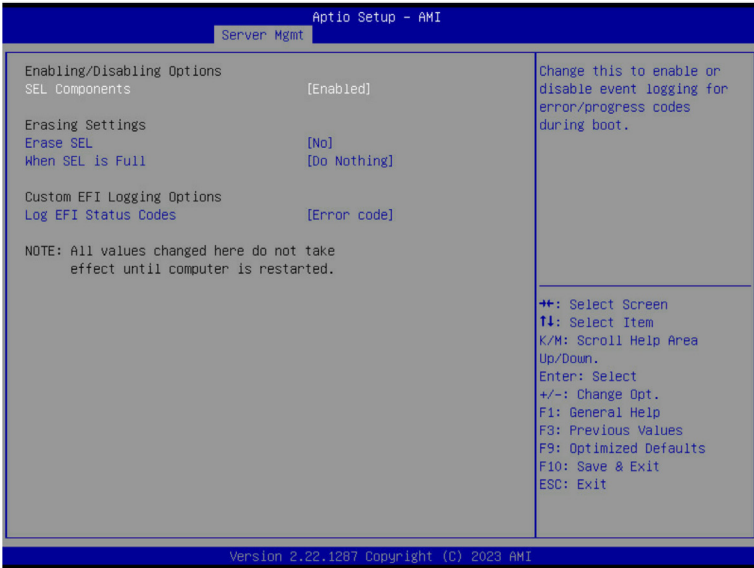 Aptio Setup – AMI
Server Mgmt
Enabling/Disabling Options
SEL Components [Enabled]
Erasing Settings
Erase SEL [No]
When SEL is Full [Do Nothing]
Custom EFI Logging Options
Log EFI Status Codes [Error code]
NOTE: All values changed here do not take
effect until computer is restarted.
Change this to enable or
disable event logging for
error/progress codes
during boot.
→←: Select Screen
↑↓: Select Item
K/M: Scroll Help Area
Up/Down.
Enter: Select
+/-: Change Opt.
F1: General Help
F3: Previous Values
F9: Optimized Defaults
F10: Save & Exit
ESC: Exit
Version 2.22.1287 Copyright (C) 2023 AMI